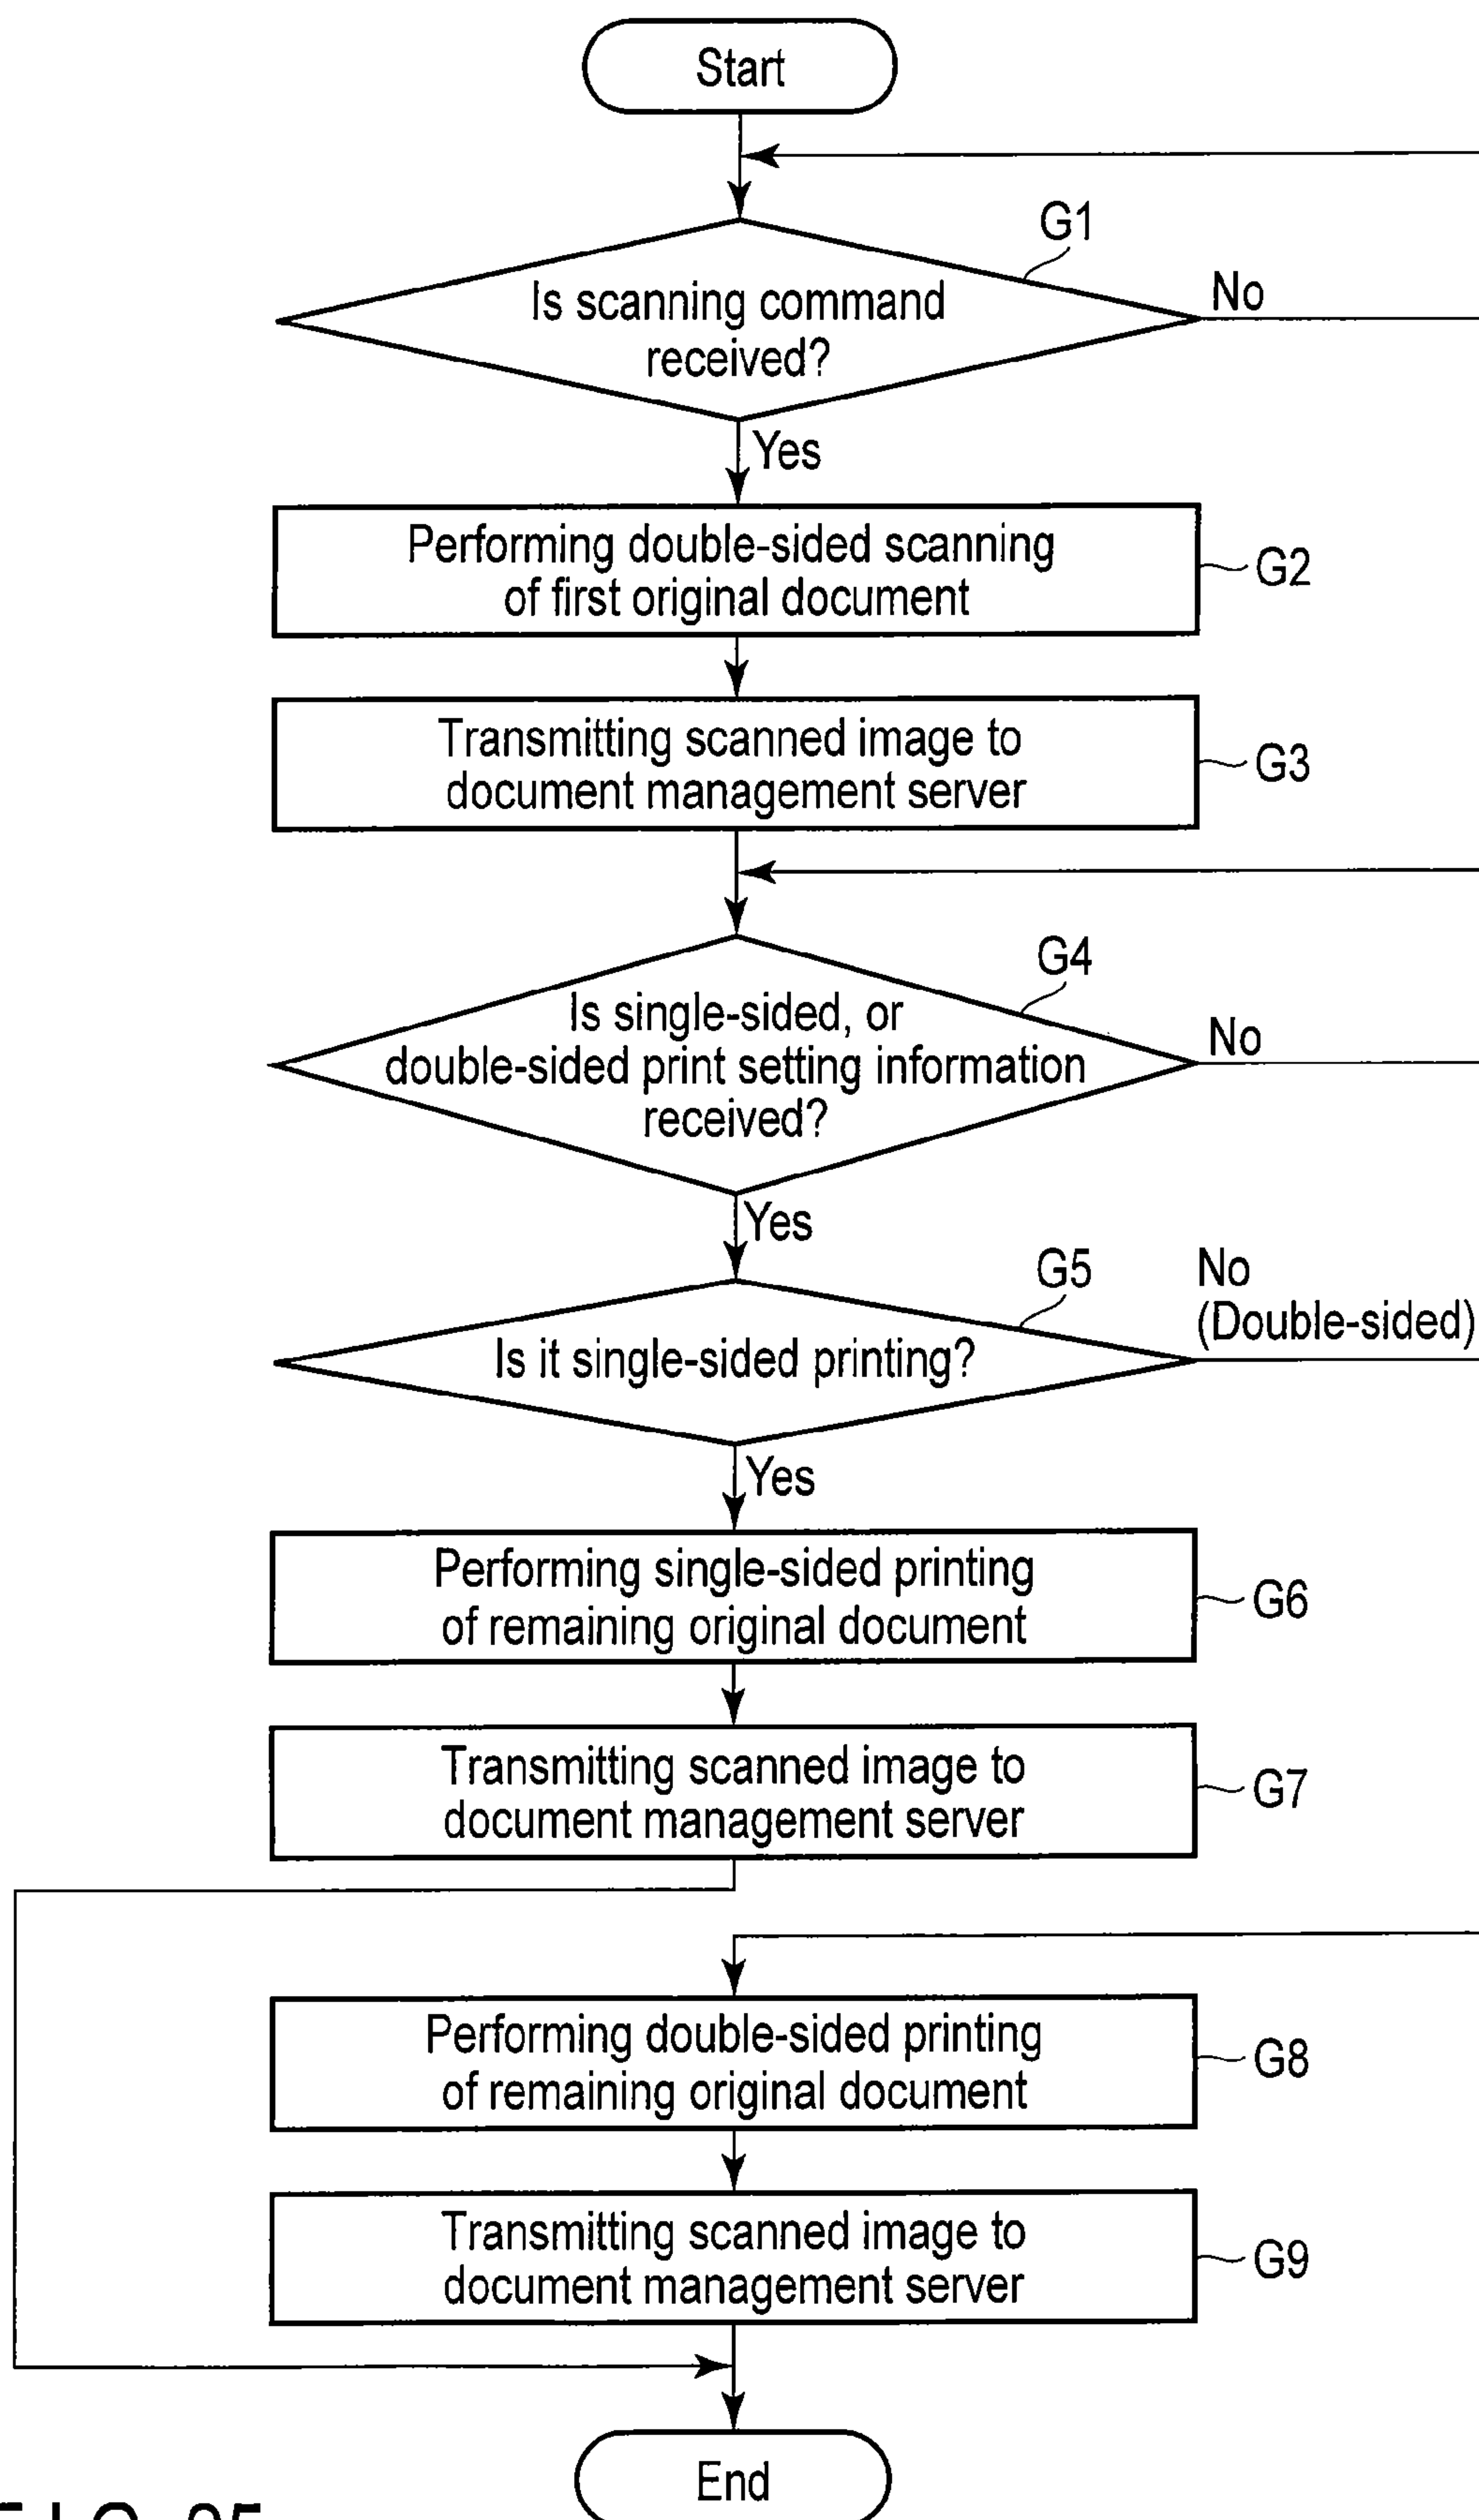 Start
G1
Is scanning command
received?
No
Yes
Performing double-sided scanning
of first original document
G2
Transmitting scanned image to
document management server
G3
G4
Is single-sided, or
double-sided print setting information
received?
No
Yes
G5
No
(Double-sided)
Is it single-sided printing?
Yes
Performing single-sided printing
of remaining original document
G6
Transmitting scanned image to
document management server
G7
Performing double-sided printing
of remaining original document
G8
Transmitting scanned image to
document management server
G9
End